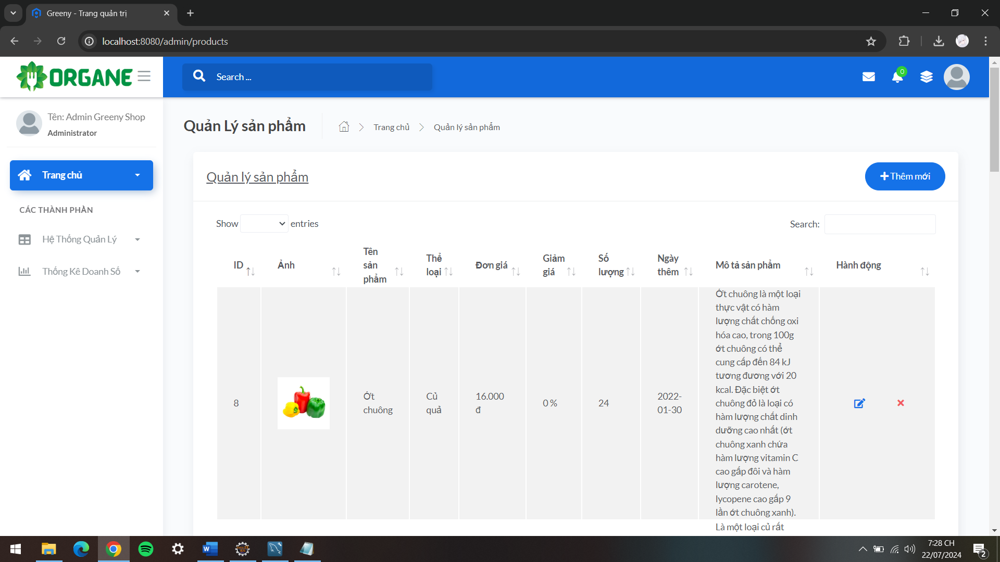 Greeny - Trang quản trị
localhost:8080/admin/products
ORGANE
Search ...
0
Tên: Admin Greeny Shop
Administrator
Trang chủ
CÁC THÀNH PHẦN
Hệ Thống Quản Lý
Thống Kê Doanh Số
Quản Lý sản phẩm
Trang chủ
Quản lý sản phẩm
Quản lý sản phẩm
Thêm mới
Show
entries
Search:
ID
Ảnh
Tên
sản
phẩm
Thể
loại
Đơn giá
Giảm
giá
Số
lượng
Ngày
thêm
Mô tả sản phẩm
Hành động
8
Ớt
chuông
Củ
quả
16.000
đ
0 %
24
2022-
01-30
Ớt chuông là một loại
thực vật có hàm
lượng chất chống oxi
hóa cao, trong 100g
ớt chuông có thể
cung cấp đến 84 kJ
tương đương với 20
kcal. Đặc biệt ớt
chuông đỏ là loại có
hàm lượng chất dinh
dưỡng cao nhất (ớt
chuông xanh chứa
hàm lượng vitamin C
cao gấp đôi và hàm
lượng carotene,
lycopene cao gấp 9
lần ớt chuông xanh).
Là một loại củ rất
7:28 CH
22/07/2024
2